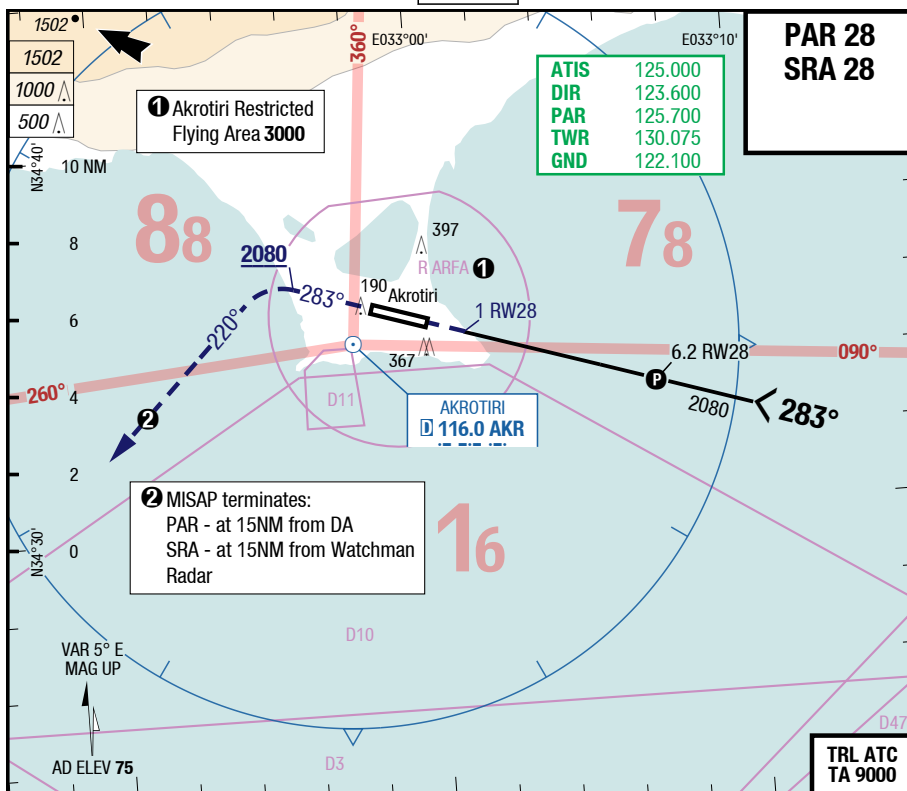 1502
1502
1000
500
360°
E033°00'
E033°10'
PAR 28
SRA 28
ATIS 125.000
DIR 123.600
PAR 125.700
TWR 130.075
GND 122.100
1 Akrotiri Restricted
Flying Area 3000
N34°40'
10 NM
88
78
8
397
2080
R ARFA 1
283°
190
Akrotiri
1 RW28
6
220°
367
6.2 RW28
090°
P
260°
4
D11
2080
283°
2
AKROTIRI
D 116.0 AKR
2
2 MISAP terminates:
PAR - at 15NM from DA
SRA - at 15NM from Watchman
Radar
16
N34°30'
0
D10
VAR 5° E
MAG UP
D47
AD ELEV 75
D3
TRL ATC
TA 9000